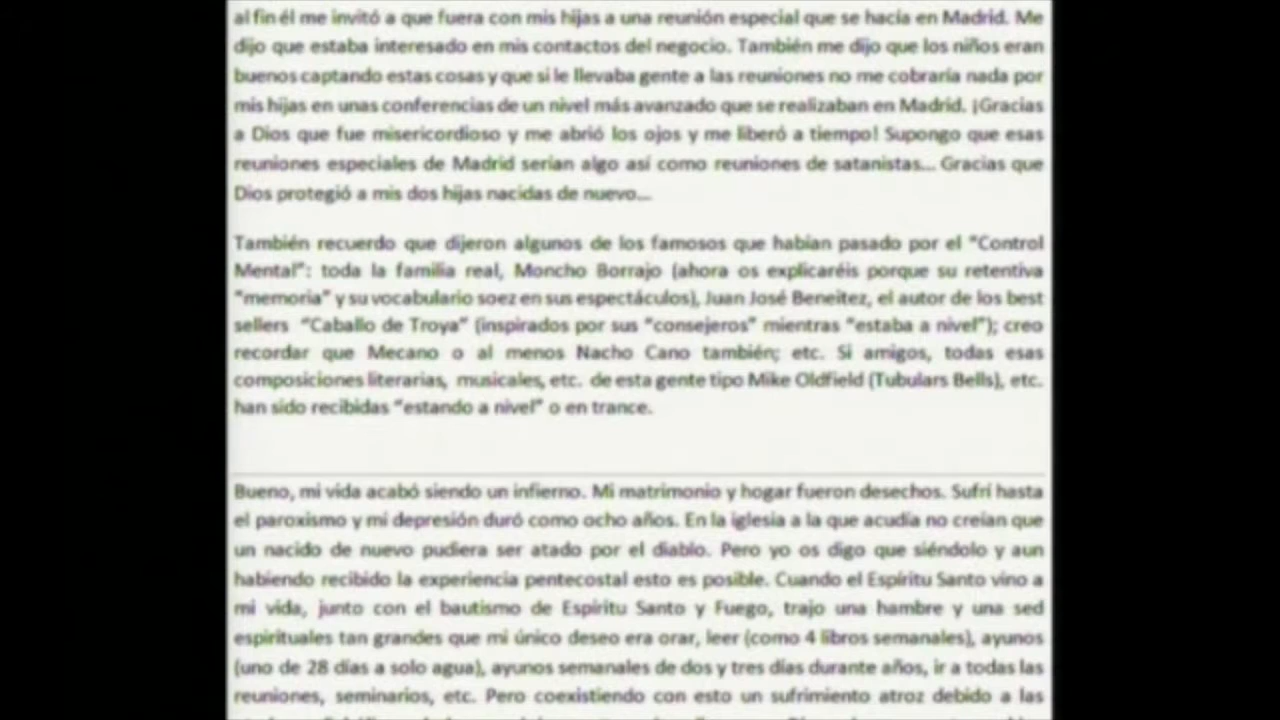 al fin él me invitó a que fuera con mis hijas a una reunión especial que se hacía en Madrid. Me
dijo que estaba interesado en mis contactos del negocio. También me dijo que los niños eran
buenos captando estas cosas y que si le llevaba gente a las reuniones no me cobraría nada por
mis hijas en unas conferencias de un nivel más avanzado que se realizaban en Madrid. ¡Gracias
a Dios que fue misericordioso y me abrió los ojos y me liberó a tiempo! Supongo que esas
reuniones especiales de Madrid serían algo así como reuniones de satanistas... Gracias que
Dios protegió a mis dos hijas nacidas de nuevo...
También recuerdo que dijeron algunos de los famosos que habían pasado por el "Control
Mental": toda la familia real, Moncho Borrajo (ahora os explicaréis porque su retentiva
"memoria" y su vocabulario soez en sus espectáculos), Juan José Beneitez, el autor de los best
sellers "Caballo de Troya" (inspirados por sus "consejeros" mientras "estaba a nivel"); creo
recordar que Mecano o al menos Nacho Cano también; etc. Si amigos, todas esas
composiciones literarias, musicales, etc. de esta gente tipo Mike Oldfield (Tubulars Bells), etc.
han sido recibidas "estando a nivel" o en trance.
Bueno, mi vida acabó siendo un infierno. Mi matrimonio y hogar fueron desechos. Sufrí hasta
el paroxismo y mi depresión duró como ocho años. En la iglesia a la que acudía no creían que
un nacido de nuevo pudiera ser atado por el diablo. Pero yo os digo que siéndolo y aun
habiendo recibido la experiencia pentecostal esto es posible. Cuando el Espíritu Santo vino a
mi vida, junto con el bautismo de Espíritu Santo y Fuego, trajo una hambre y una sed
espirituales tan grandes que mi único deseo era orar, leer (como 4 libros semanales), ayunos
(uno de 28 días a solo agua), ayunos semanales de dos y tres días durante años, ir a todas las
reuniones, seminarios, etc. Pero coexistiendo con esto un sufrimiento atroz debido a las